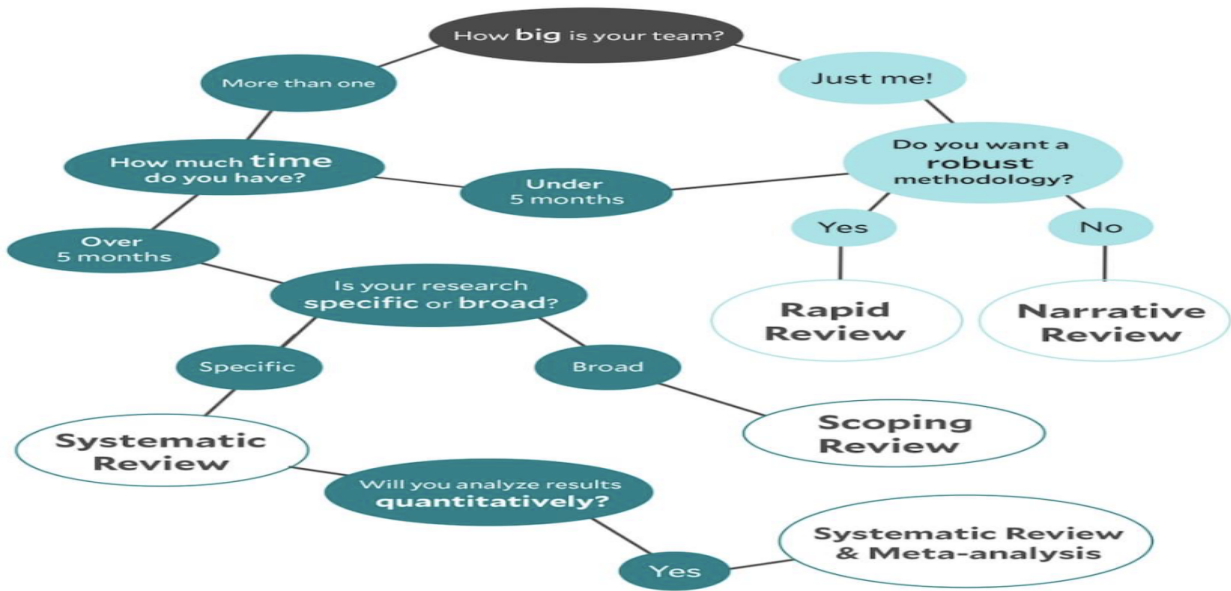 How big is your team?
More than one
Just me!
How much time
do you have?
Do you want a
robust
methodology?
Under
5 months
Yes
No
Over
5 months
Is your research
specific or broad?
Rapid
Review
Narrative
Review
Specific
Broad
Scoping
Review
Systematic
Review
Will you analyze results
quantitatively?
Systematic Review
& Meta-analysis
Yes